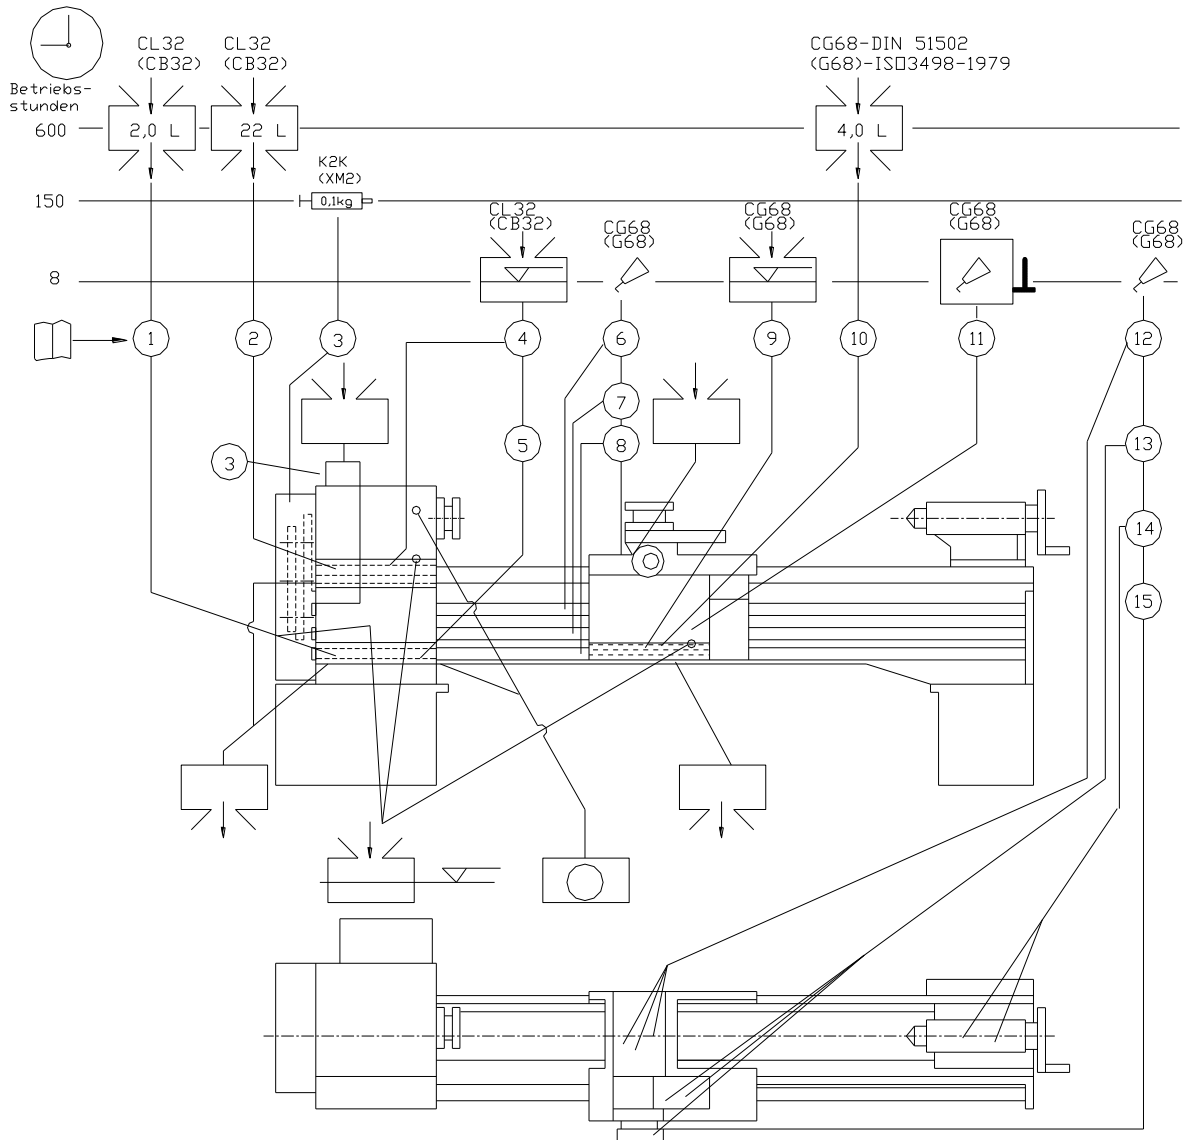 CL32
(CB32)
CL32
(CB32)
CG68-DIN 51502
(G68)-ISO3498-1979
Betriebs-
stunden
600
2,0 L
22 L
4,0 L
K2K
(XM2)
150
0,1kg
CL32
(CB32)
CG68
(G68)
CG68
(G68)
CG68
(G68)
CG68
(G68)
8
1
2
3
4
6
9
10
11
12
7
3
5
8
13
14
15